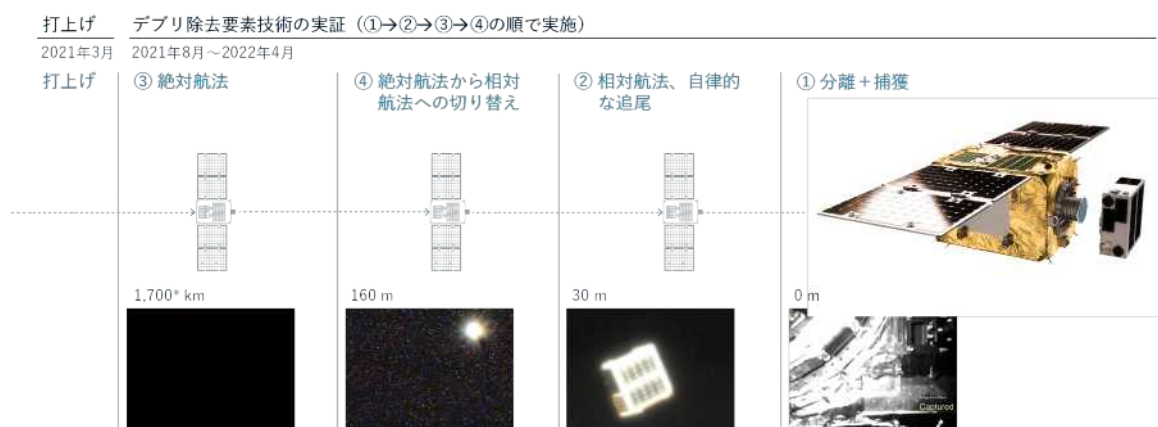 打上げ
デブリ除去要素技術の実証（①→②→③→④の順で実施）
2021年3月
2021年8月～2022年4月
打上げ
③ 絶対航法
④ 絶対航法から相対
航法への切り替え
② 相対航法、自律的
な追尾
① 分離＋捕獲
1,700* km
160 m
30 m
0 m
Captured